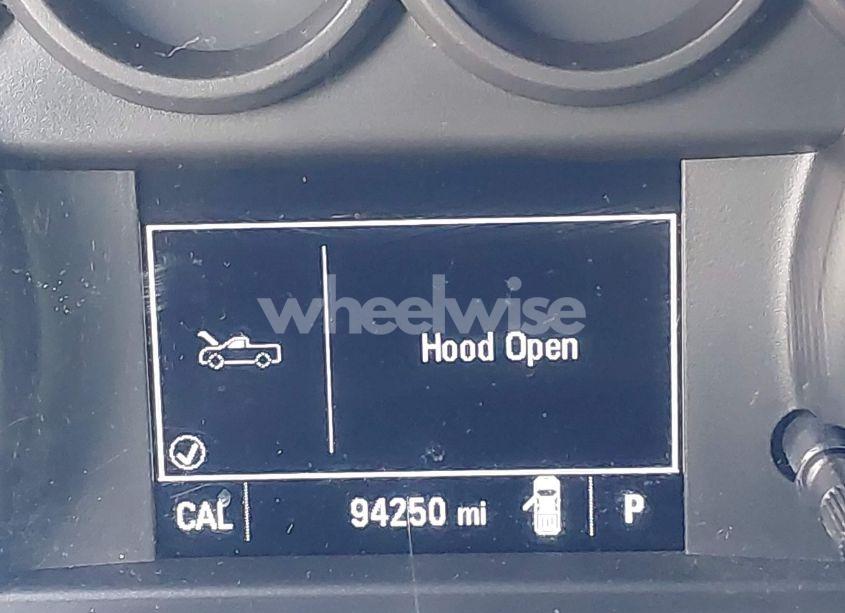 wheelwise
Hood Open
CAL 94250 mi P